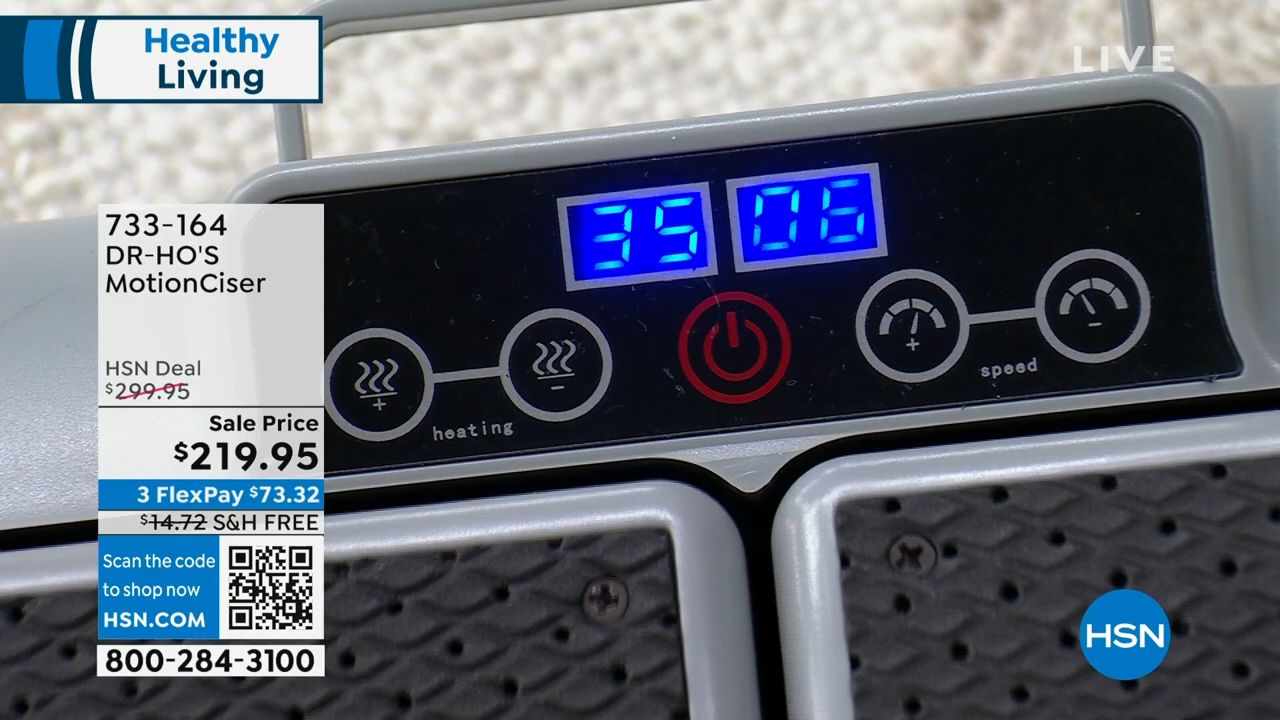 Healthy
Living
LIVE
733-164
DR-HO'S
MotionCiser
HSN Deal
$299.95
Sale Price
$219.95
3 FlexPay $73.32
$14.72 S&H FREE
Scan the code
to shop now
HSN.COM
800-284-3100
35 06
+
-
heating
+
-
speed
HSN